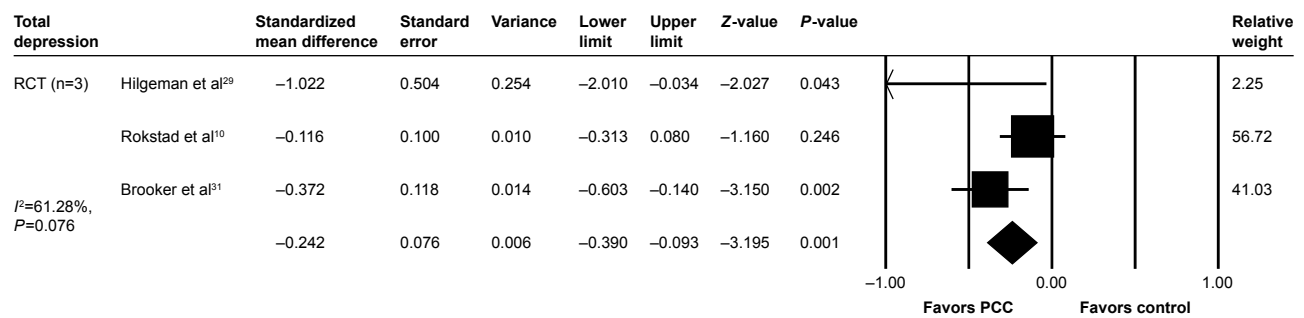 Total depression Standardized mean difference Standard error Variance Lower limit Upper limit Z-value P-value Relative weight
RCT (n=3) Hilgeman et al²⁹ –1.022 0.504 0.254 –2.010 –0.034 –2.027 0.043 2.25
Rokstad et al¹⁰ –0.116 0.100 0.010 –0.313 0.080 –1.160 0.246 56.72
Brooker et al³¹ –0.372 0.118 0.014 –0.603 –0.140 –3.150 0.002 41.03
I²=61.28%,
P=0.076
–0.242 0.076 0.006 –0.390 –0.093 –3.195 0.001
–1.00 0.00 1.00
Favors PCC Favors control